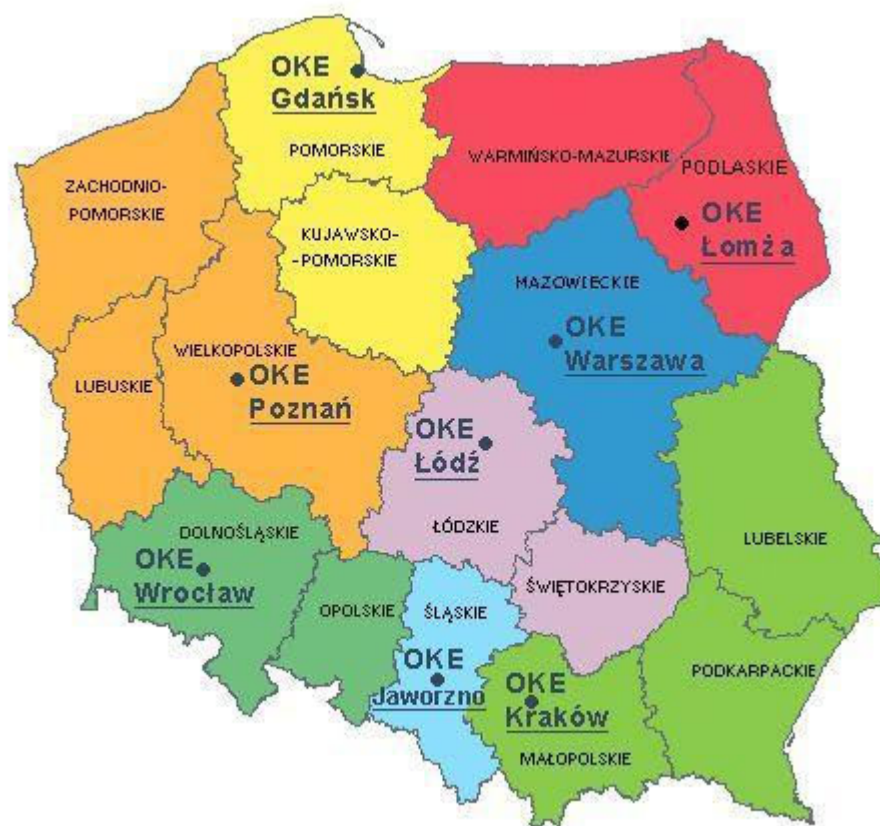 OKE
Gdańsk
POMORSKIE
WARMIŃSKO-MAZURSKIE
PODLASKIE
ZACHODNIO-
POMORSKIE
OKE
Łomża
KUJAWSKO-
-POMORSKIE
MAZOWIECKIE
OKE
Warszawa
WIELKOPOLSKIE
OKE
Poznań
LUBUSKIE
OKE
Łódź
ŁÓDZKIE
DOLNOŚLĄSKIE
OKE
Wrocław
LUBELSKIE
OPOLSKIE
ŚLĄSKIE
ŚWIĘTOKRZYSKIE
OKE
Jaworzno
OKE
Kraków
MAŁOPOLSKIE
PODKARPACKIE